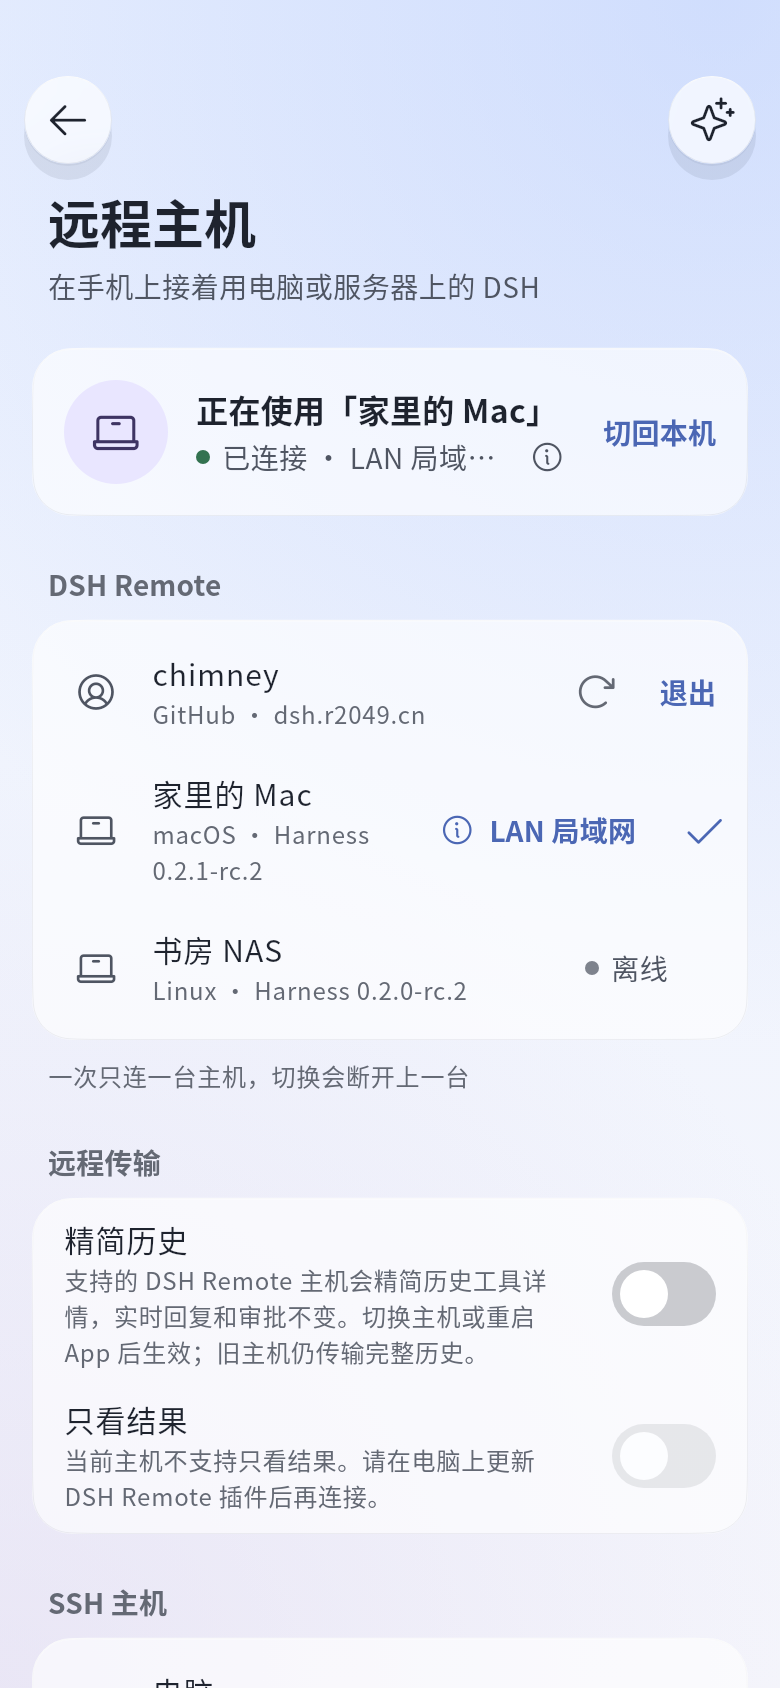 远程主机
在手机上接着用电脑或服务器上的 DSH
正在使用「家里的 Mac」
已连接 · LAN 局域…
切回本机
DSH Remote
chimney
GitHub · dsh.r2049.cn
退出
家里的 Mac
macOS · Harness
0.2.1-rc.2
LAN 局域网
书房 NAS
Linux · Harness 0.2.0-rc.2
离线
一次只连一台主机，切换会断开上一台
远程传输
精简历史
支持的 DSH Remote 主机会精简历史工具详
情，实时回复和审批不变。切换主机或重启
App 后生效；旧主机仍传输完整历史。
只看结果
当前主机不支持只看结果。请在电脑上更新
DSH Remote 插件后再连接。
SSH 主机